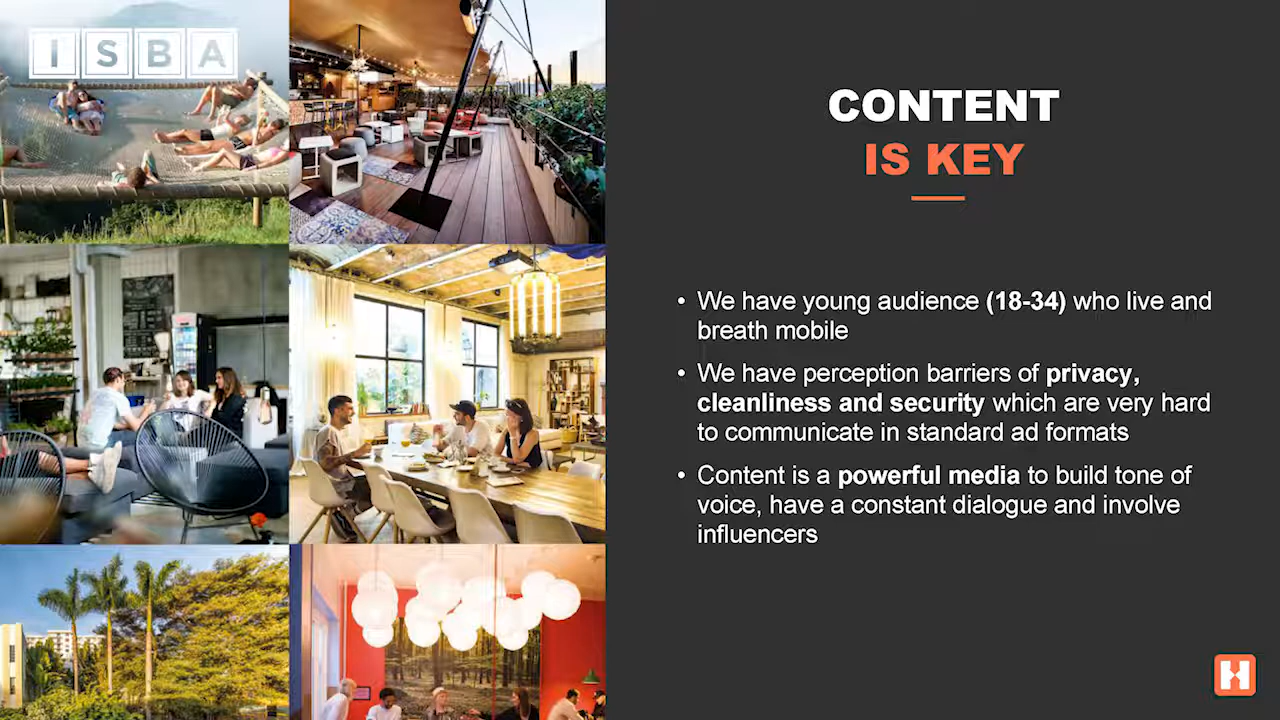 ISBA
CONTENT
IS KEY
• We have young audience (18-34) who live and
breath mobile
• We have perception barriers of privacy,
cleanliness and security which are very hard
to communicate in standard ad formats
• Content is a powerful media to build tone of
voice, have a constant dialogue and involve
influencers
H